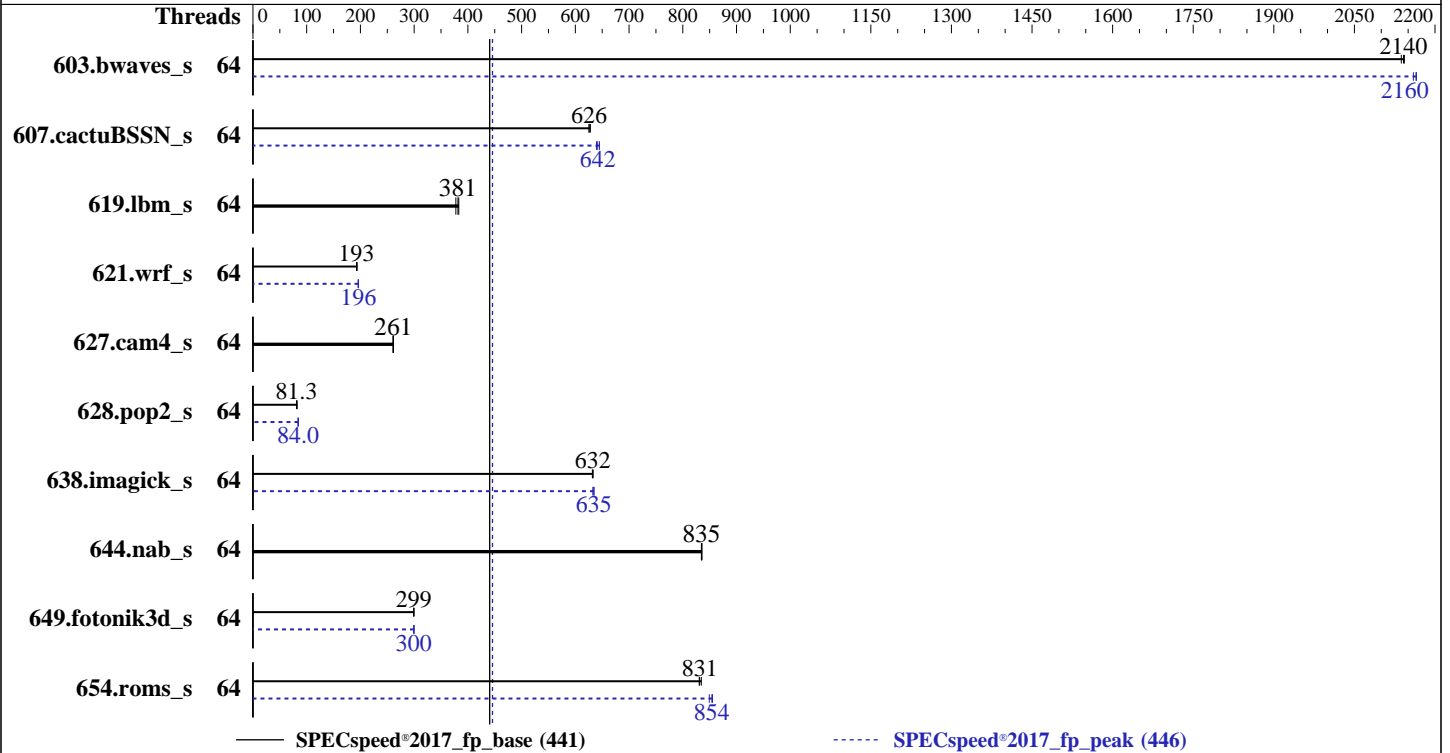 Threads 0 100 200 300 400 500 600 700 800 900 1000 1150 1300 1450 1600 1750 1900 2050 2200
603.bwaves_s 64 2140
2160
607.cactuBSSN_s 64 626
642
619.lbm_s 64 381
621.wrf_s 64 193
196
627.cam4_s 64 261
628.pop2_s 64 81.3
84.0
638.imagick_s 64 632
635
644.nab_s 64 835
649.fotonik3d_s 64 299
300
654.roms_s 64 831
854
SPECspeed®2017_fp_base (441) SPECspeed®2017_fp_peak (446)